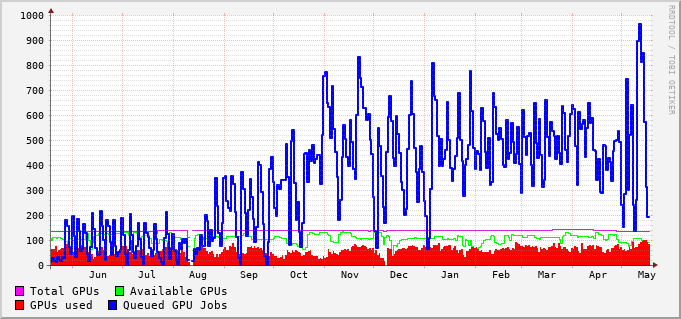 1000
900
800
700
600
500
400
300
200
100
0
Jun Jul Aug Sep Oct Nov Dec Jan Feb Mar Apr May
Total GPUs Available GPUs
GPUs used Queued GPU Jobs
RRDTOOL / TOBI OETIKER